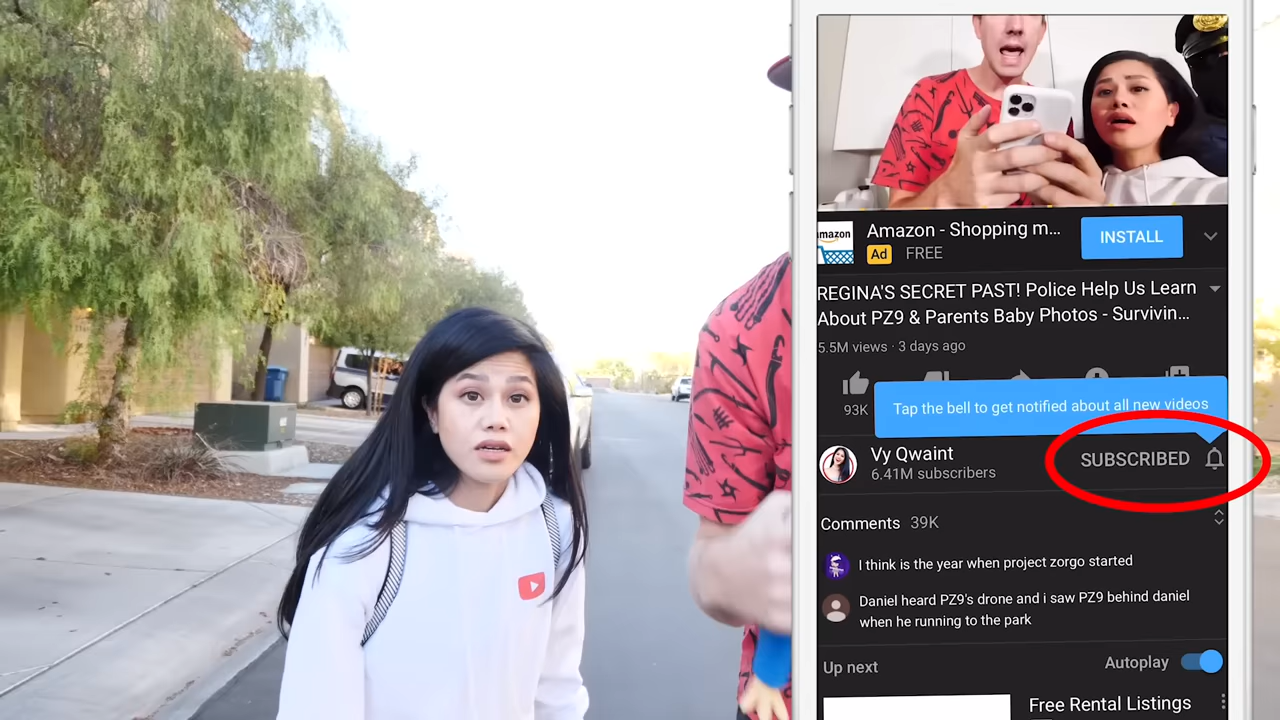 amazon
Amazon - Shopping m...
INSTALL
Ad
FREE
REGINA'S SECRET PAST! Police Help Us Learn
About PZ9 & Parents Baby Photos - Survivin...
5.5M views · 3 days ago
93K
Tap the bell to get notified about all new videos
Vy Qwaint
6.41M subscribers
SUBSCRIBED
Comments 39K
I think is the year when project zorgo started
Daniel heard PZ9's drone and i saw PZ9 behind daniel
when he running to the park
Up next
Autoplay
Free Rental Listings